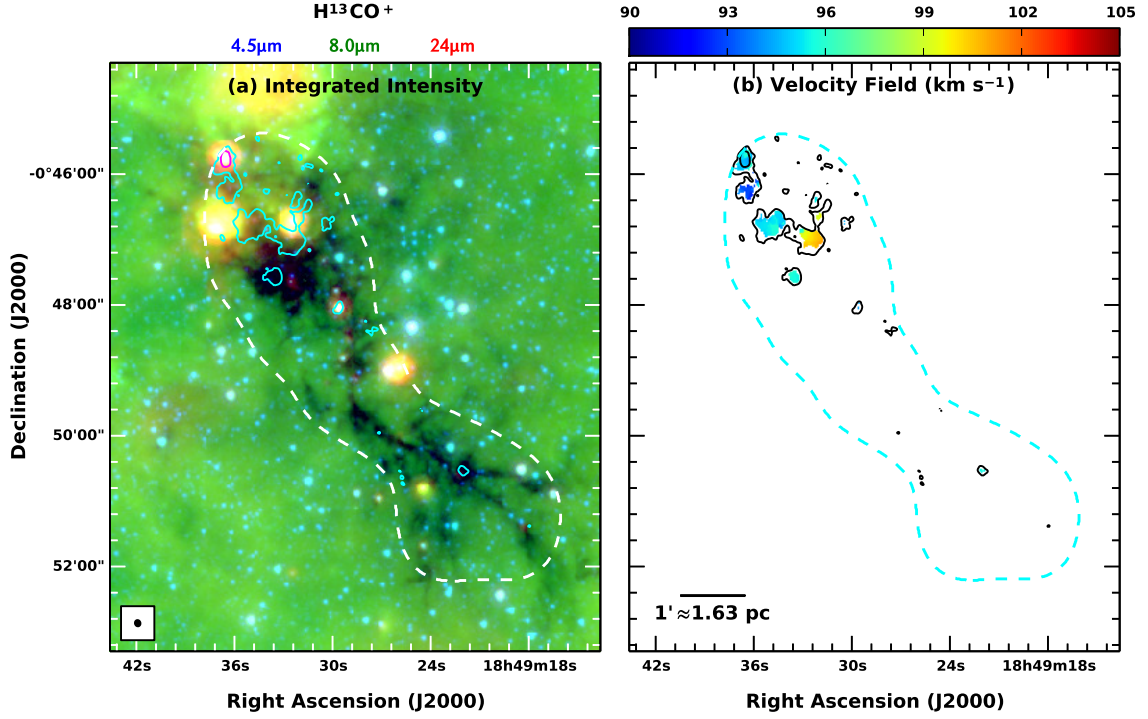 H¹³CO⁺
4.5μm 8.0μm 24μm
90 93 96 99 102 105
(a) Integrated Intensity
(b) Velocity Field (km s⁻¹)
Declination (J2000)
-0°46'00"
48'00"
50'00"
52'00"
1'≈1.63 pc
42s 36s 30s 24s 18h49m18s
42s 36s 30s 24s 18h49m18s
Right Ascension (J2000)
Right Ascension (J2000)